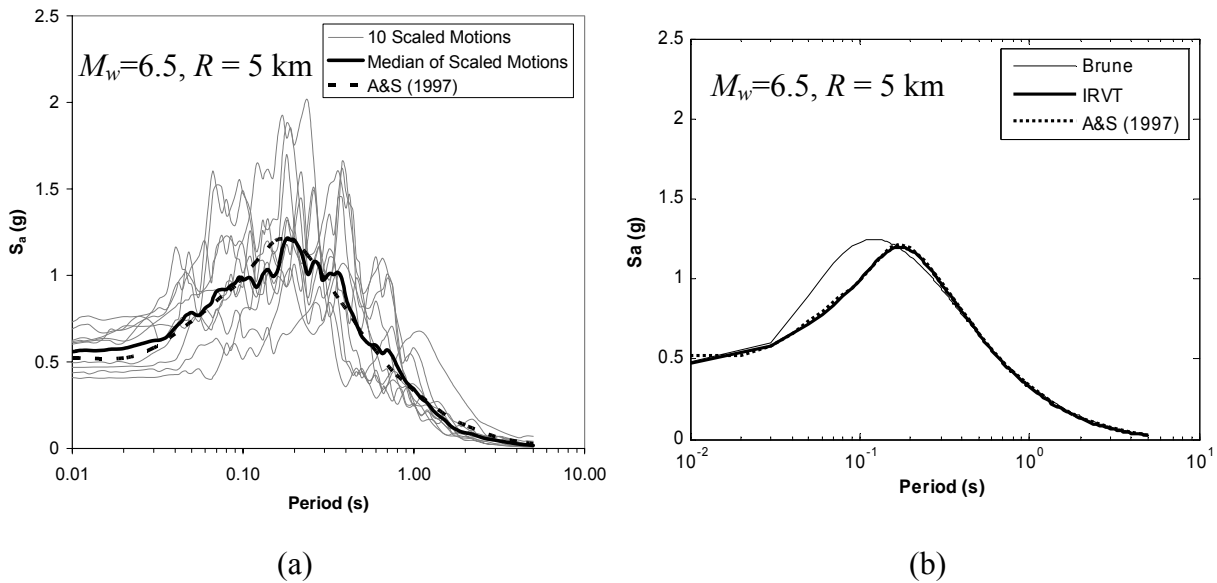 2.5
2
1.5
1
0.5
0
S_a (g)
M_w=6.5, R = 5 km
10 Scaled Motions
Median of Scaled Motions
A&S (1997)
0.01 0.10 1.00 10.00
Period (s)
(a)
2.5
2
1.5
1
0.5
0
Sa (g)
M_w=6.5, R = 5 km
Brune
IRVT
A&S (1997)
10^-2 10^-1 10^0 10^1
Period (s)
(b)